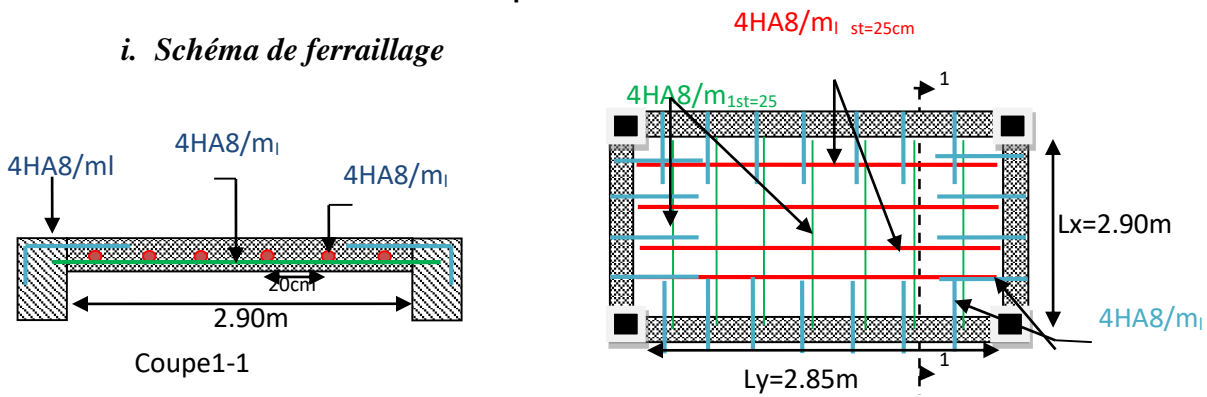 i. Schéma de ferraillage
4HA8/ml
4HA8/ml
4HA8/ml
20cm
2.90m
Coupe1-1
4HA8/ml st=25cm
4HA8/m1st=25
1
Lx=2.90m
4HA8/ml
1
Ly=2.85m